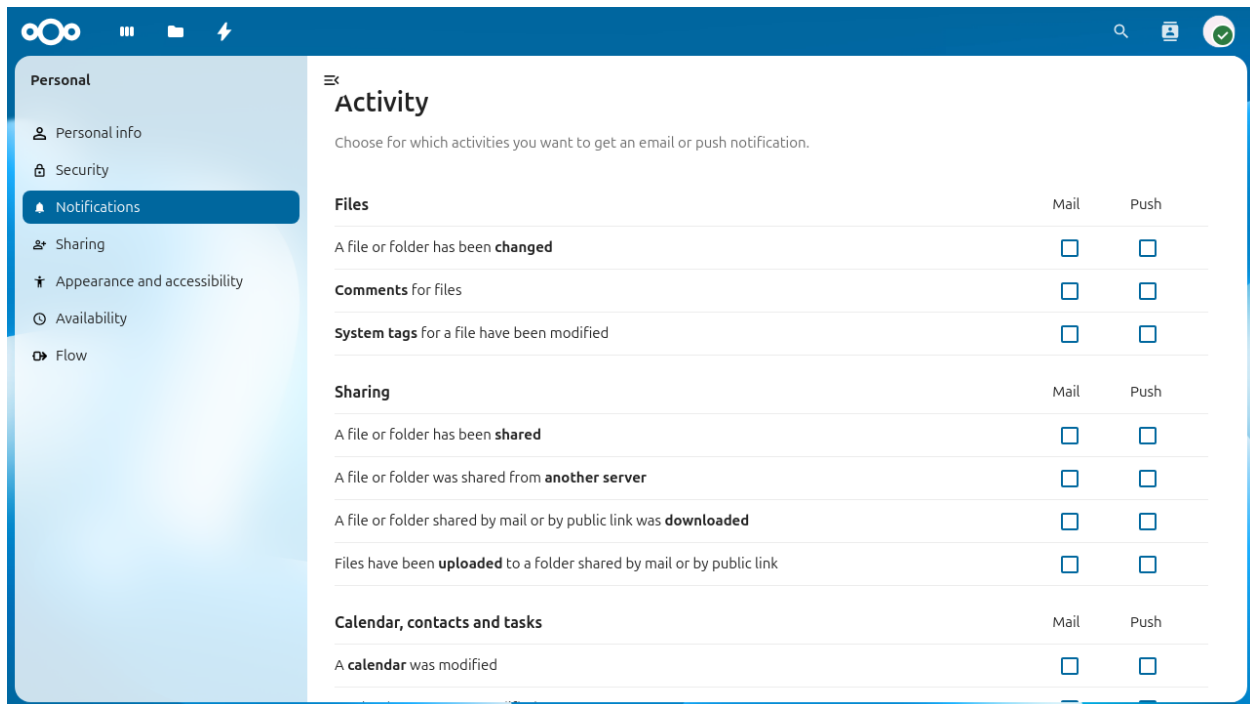 Personal
Personal info
Security
Notifications
Sharing
Appearance and accessibility
Availability
Flow
Activity
Choose for which activities you want to get an email or push notification.
Files Mail Push
A file or folder has been changed
Comments for files
System tags for a file have been modified
Sharing Mail Push
A file or folder has been shared
A file or folder was shared from another server
A file or folder shared by mail or by public link was downloaded
Files have been uploaded to a folder shared by mail or by public link
Calendar, contacts and tasks Mail Push
A calendar was modified